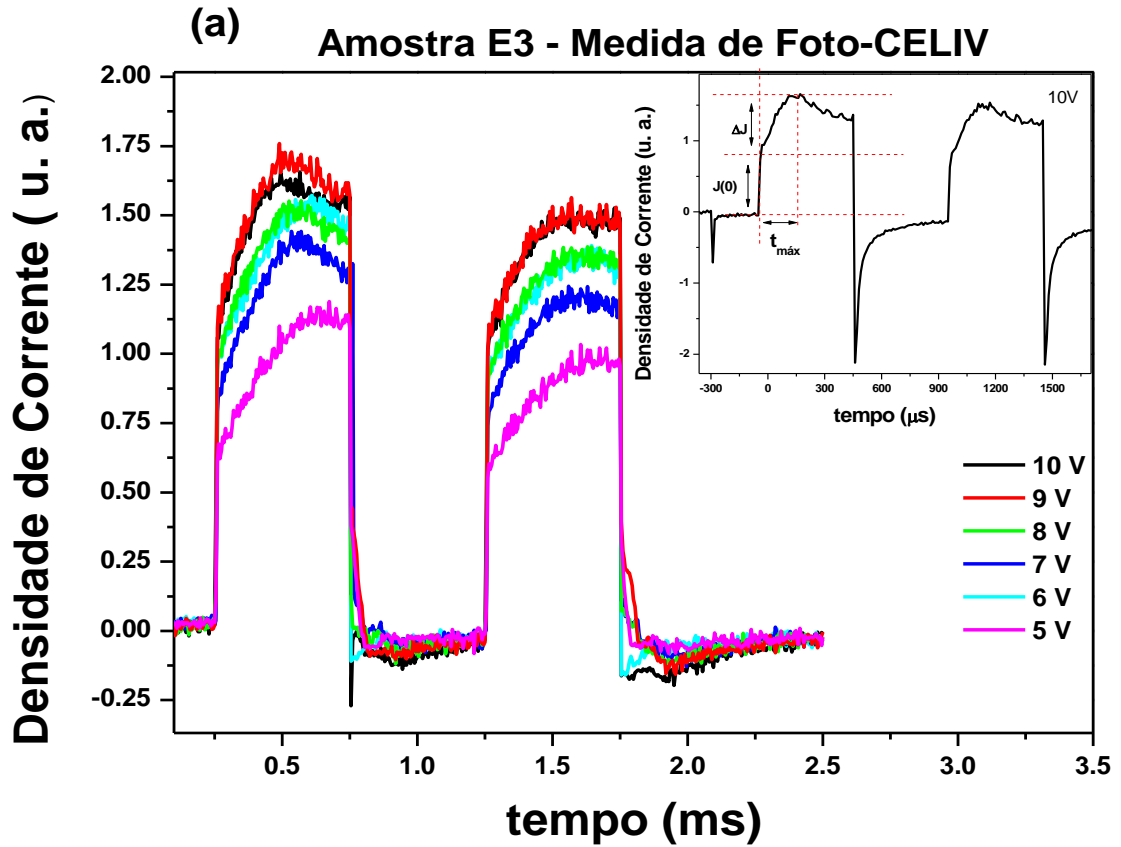 (a)
Amostra E3 - Medida de Foto-CELIV
Densidade de Corrente ( u. a.)
2.00
1.75
1.50
1.25
1.00
0.75
0.50
0.25
0.00
-0.25
0.5
1.0
1.5
2.0
2.5
3.0
3.5
tempo (ms)
10V
Densidade de Corrente (u. a.)
1
0
-1
-2
ΔJ
J(0)
tmáx
-300
0
300
600
900
1200
1500
tempo (μs)
10 V
9 V
8 V
7 V
6 V
5 V